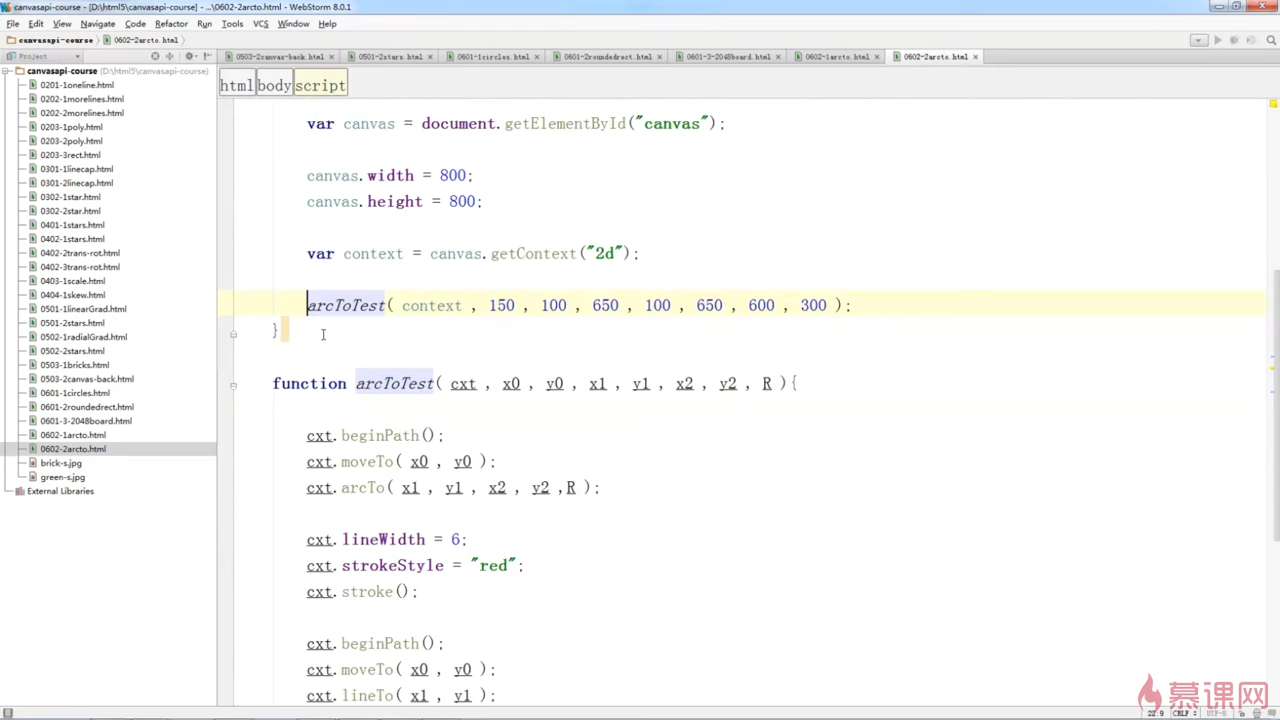 canvasapi-course [D:\html5\canvasapi-course] - ...\0602-2arcto.html - WebStorm 8.0.1
File Edit View Navigate Code Refactor Run Tools VCS Window Help
canvasapi-course 0602-2arcto.html
Project
0503-2canvas-back.html 0501-2stars.html 0601-1circles.html 0601-2roundedrect.html 0601-3-2048board.html 0602-1arcto.html 0602-2arcto.html
canvasapi-course (D:\html5\canvasapi-course)
0201-1oneline.html
0202-1morelines.html
0202-2morelines.html
0203-1poly.html
0203-2poly.html
0203-3rect.html
0301-1linecap.html
0301-2linecap.html
0302-1star.html
0302-2star.html
0401-1stars.html
0402-1stars.html
0402-2trans-rot.html
0402-3trans-rot.html
0403-1scale.html
0404-1skew.html
0501-1linearGrad.html
0501-2stars.html
0502-1radialGrad.html
0502-2stars.html
0503-1bricks.html
0503-2canvas-back.html
0601-1circles.html
0601-2roundedrect.html
0601-3-2048board.html
0602-1arcto.html
0602-2arcto.html
brick-s.jpg
green-s.jpg
External Libraries
html body script
var canvas = document.getElementById("canvas");
canvas.width = 800;
canvas.height = 800;
var context = canvas.getContext("2d");
arcToTest( context , 150 , 100 , 650 , 100 , 650 , 600 , 300 );
}
function arcToTest( cxt , x0 , y0 , x1 , y1 , x2 , y2 , R ){
cxt.beginPath();
cxt.moveTo( x0 , y0 );
cxt.arcTo( x1 , y1 , x2 , y2 ,R );
cxt.lineWidth = 6;
cxt.strokeStyle = "red";
cxt.stroke();
cxt.beginPath();
cxt.moveTo( x0 , y0 );
cxt.lineTo( x1 , y1 );
慕课网
22:9 CRLF UTF-8